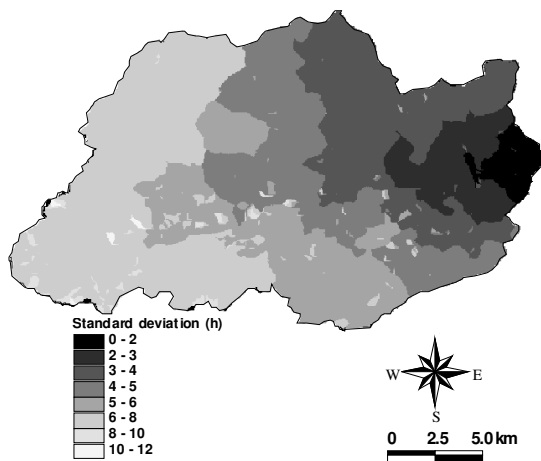 Standard deviation (h)
0 - 2
2 - 3
3 - 4
4 - 5
5 - 6
6 - 8
8 - 10
10 - 12
W E
S
0 2.5 5.0 km